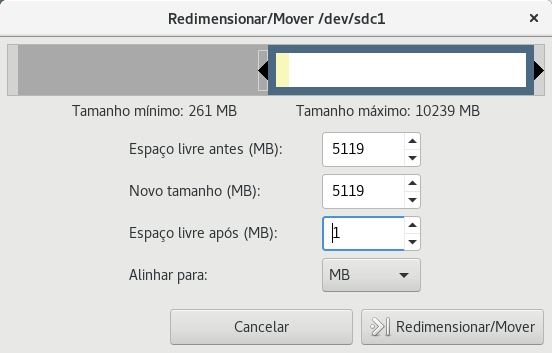 Redimensionar/Mover /dev/sdc1
Tamanho mínimo: 261 MB Tamanho máximo: 10239 MB
Espaço livre antes (MB): 5119
Novo tamanho (MB): 5119
Espaço livre após (MB): 1
Alinhar para: MB
Cancelar Redimensionar/Mover